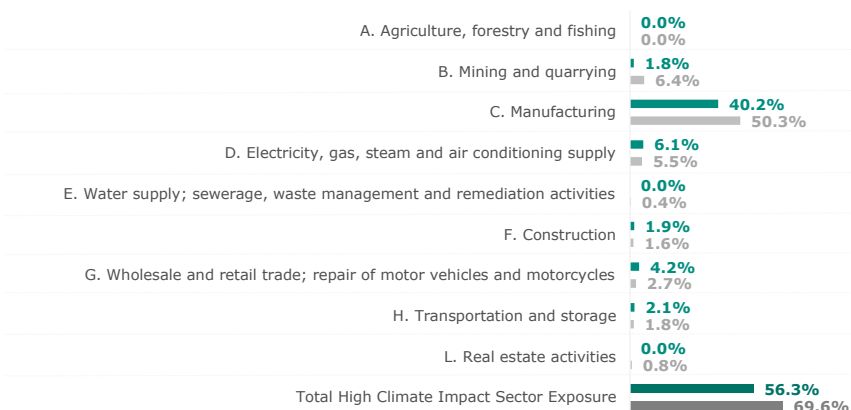 A. Agriculture, forestry and fishing 0.0%
0.0%
B. Mining and quarrying 1.8%
6.4%
C. Manufacturing 40.2%
50.3%
D. Electricity, gas, steam and air conditioning supply 6.1%
5.5%
E. Water supply; sewerage, waste management and remediation activities 0.0%
0.4%
F. Construction 1.9%
1.6%
G. Wholesale and retail trade; repair of motor vehicles and motorcycles 4.2%
2.7%
H. Transportation and storage 2.1%
1.8%
L. Real estate activities 0.0%
0.8%
Total High Climate Impact Sector Exposure 56.3%
69.6%